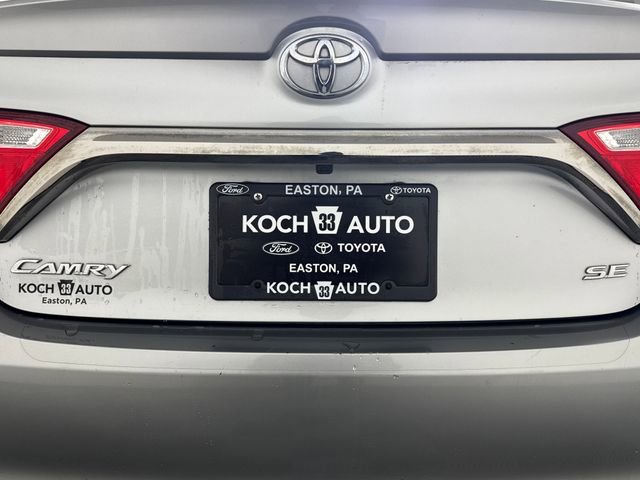 Ford EASTON, PA TOYOTA
KOCH 33 AUTO
Ford TOYOTA
EASTON, PA
KOCH 33 AUTO
CAMRY
SE
KOCH 33 AUTO
Easton, PA